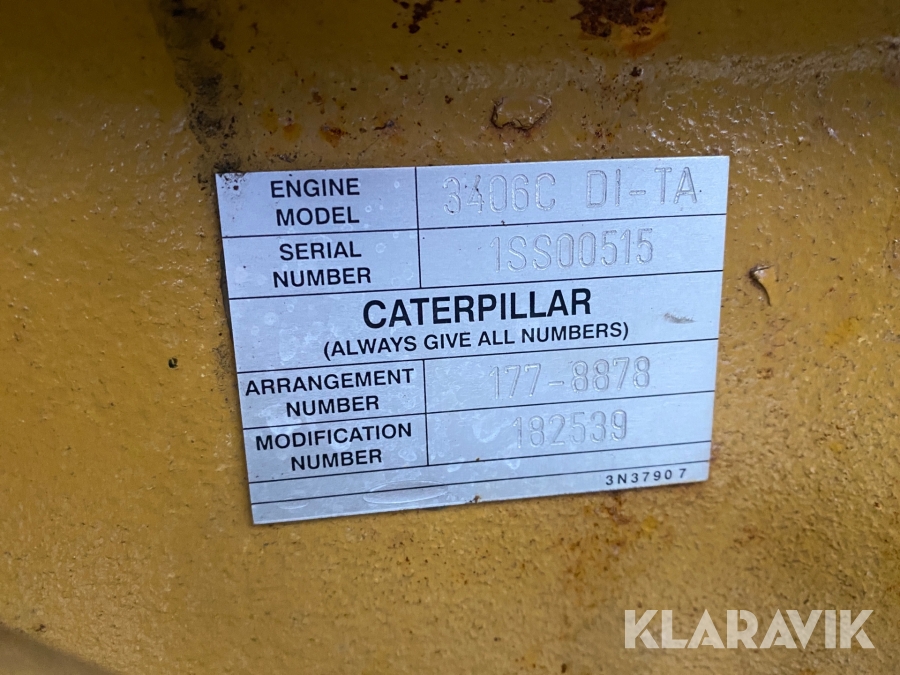 ENGINE MODEL 3406C DI-TA
SERIAL NUMBER 1SS00515
CATERPILLAR
(ALWAYS GIVE ALL NUMBERS)
ARRANGEMENT NUMBER 177-8878
MODIFICATION NUMBER 182539
3N3790 7
KLARAVIK